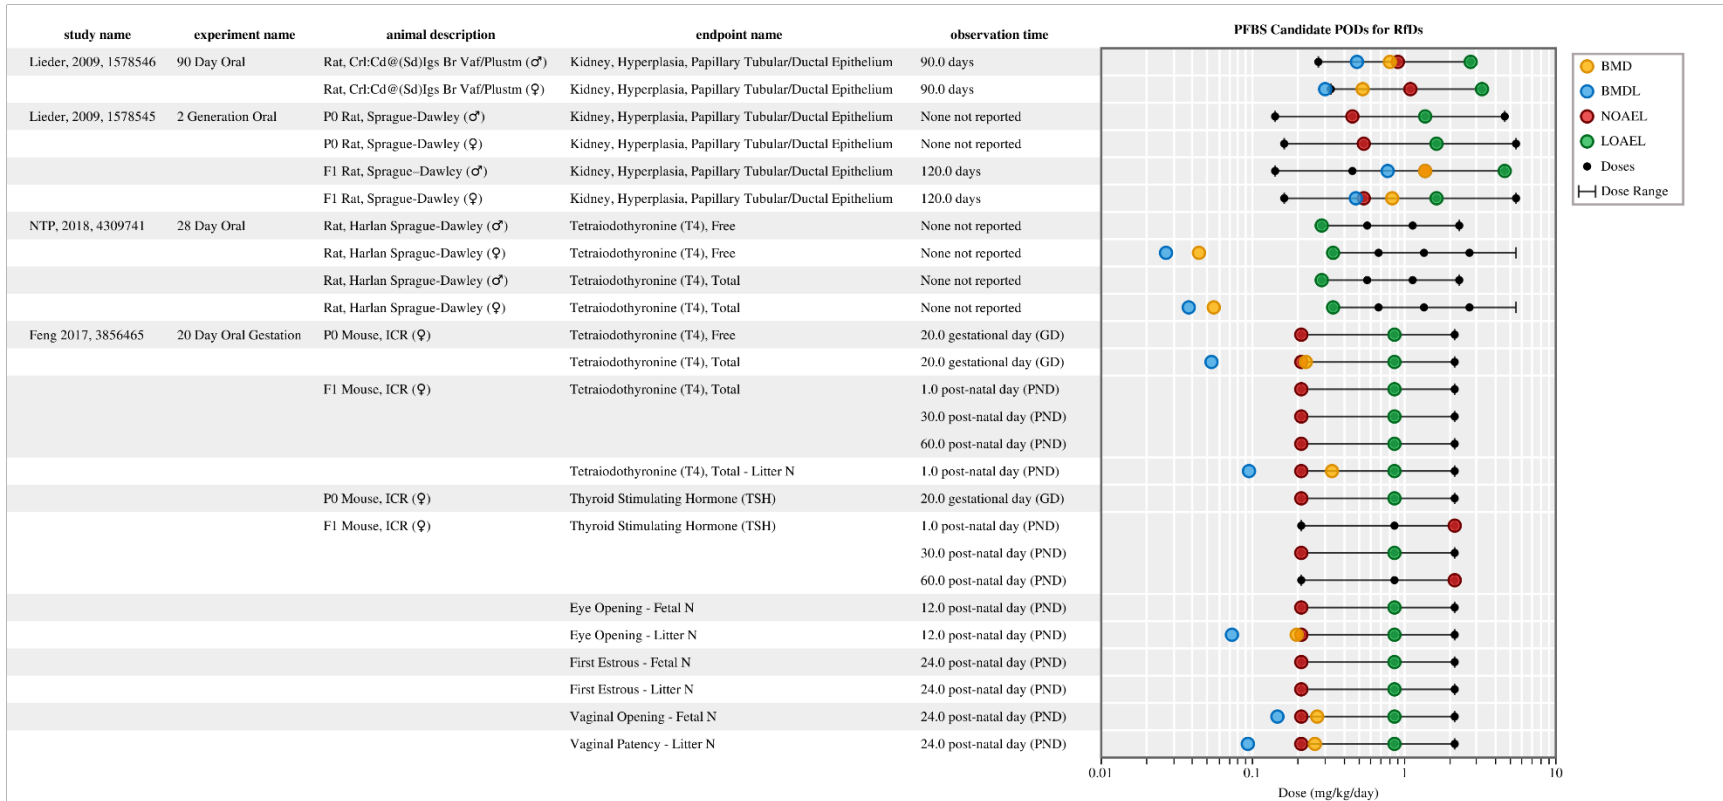 PFBS Candidate PODs for RfDs
study name experiment name animal description endpoint name observation time
Lieder, 2009, 1578546 90 Day Oral Rat, Crl:Cd@(Sd)Igs Br Vaf/Plustm (♂) Kidney, Hyperplasia, Papillary Tubular/Ductal Epithelium 90.0 days
Rat, Crl:Cd@(Sd)Igs Br Vaf/Plustm (♀) Kidney, Hyperplasia, Papillary Tubular/Ductal Epithelium 90.0 days
Lieder, 2009, 1578545 2 Generation Oral P0 Rat, Sprague-Dawley (♂) Kidney, Hyperplasia, Papillary Tubular/Ductal Epithelium None not reported
P0 Rat, Sprague-Dawley (♀) Kidney, Hyperplasia, Papillary Tubular/Ductal Epithelium None not reported
F1 Rat, Sprague–Dawley (♂) Kidney, Hyperplasia, Papillary Tubular/Ductal Epithelium 120.0 days
F1 Rat, Sprague-Dawley (♀) Kidney, Hyperplasia, Papillary Tubular/Ductal Epithelium 120.0 days
NTP, 2018, 4309741 28 Day Oral Rat, Harlan Sprague-Dawley (♂) Tetraiodothyronine (T4), Free None not reported
Rat, Harlan Sprague-Dawley (♀) Tetraiodothyronine (T4), Free None not reported
Rat, Harlan Sprague-Dawley (♂) Tetraiodothyronine (T4), Total None not reported
Rat, Harlan Sprague-Dawley (♀) Tetraiodothyronine (T4), Total None not reported
Feng 2017, 3856465 20 Day Oral Gestation P0 Mouse, ICR (♀) Tetraiodothyronine (T4), Free 20.0 gestational day (GD)
Tetraiodothyronine (T4), Total 20.0 gestational day (GD)
F1 Mouse, ICR (♀) Tetraiodothyronine (T4), Total 1.0 post-natal day (PND)
30.0 post-natal day (PND)
60.0 post-natal day (PND)
Tetraiodothyronine (T4), Total - Litter N 1.0 post-natal day (PND)
P0 Mouse, ICR (♀) Thyroid Stimulating Hormone (TSH) 20.0 gestational day (GD)
F1 Mouse, ICR (♀) Thyroid Stimulating Hormone (TSH) 1.0 post-natal day (PND)
30.0 post-natal day (PND)
60.0 post-natal day (PND)
Eye Opening - Fetal N 12.0 post-natal day (PND)
Eye Opening - Litter N 12.0 post-natal day (PND)
First Estrous - Fetal N 24.0 post-natal day (PND)
First Estrous - Litter N 24.0 post-natal day (PND)
Vaginal Opening - Fetal N 24.0 post-natal day (PND)
Vaginal Patency - Litter N 24.0 post-natal day (PND)
BMD
BMDL
NOAEL
LOAEL
Doses
Dose Range
0.01 0.1 1 10
Dose (mg/kg/day)